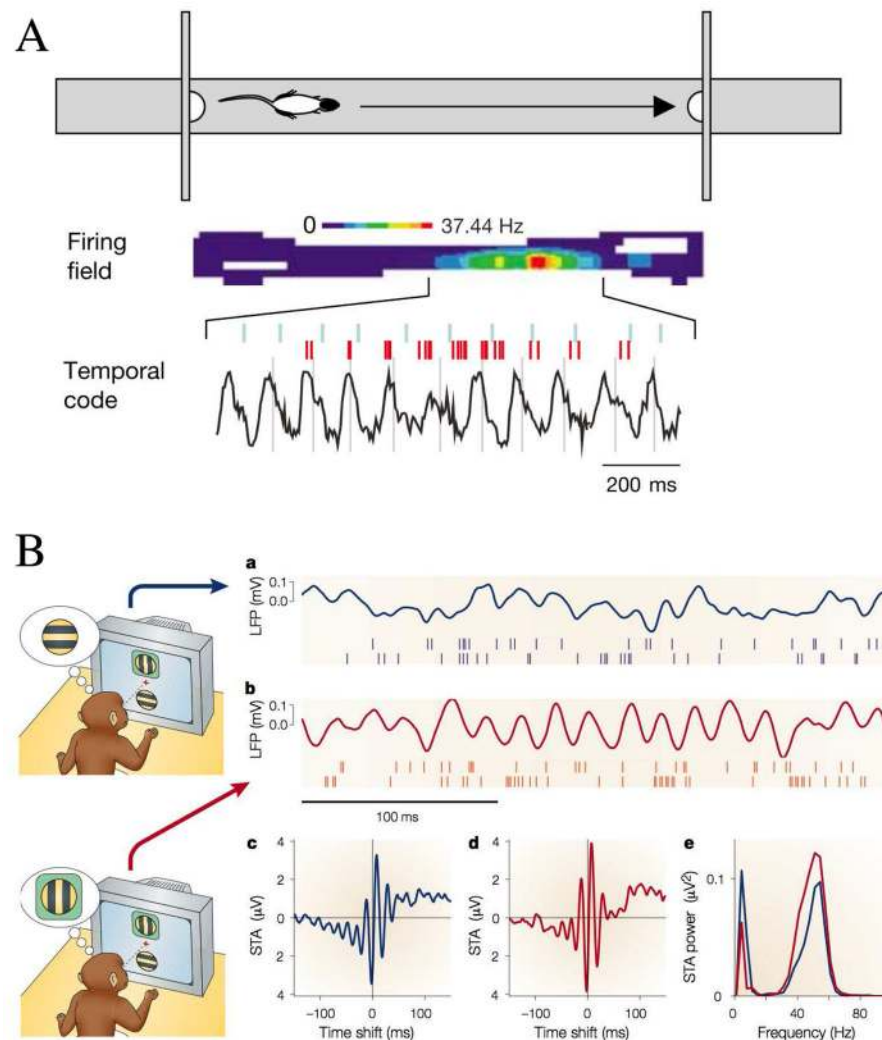 A
0 37.44 Hz
Firing
field
Temporal
code
200 ms
B
a
LFP (mV)
0.1
0.0
b
LFP (mV)
0.1
0.0
100 ms
c
STA (μV)
4
2
0
2
4
−100 0 100
Time shift (ms)
d
STA (μV)
4
2
0
2
4
−100 0 100
Time shift (ms)
e
STA power (μV²)
0.1
0
0 40 80
Frequency (Hz)